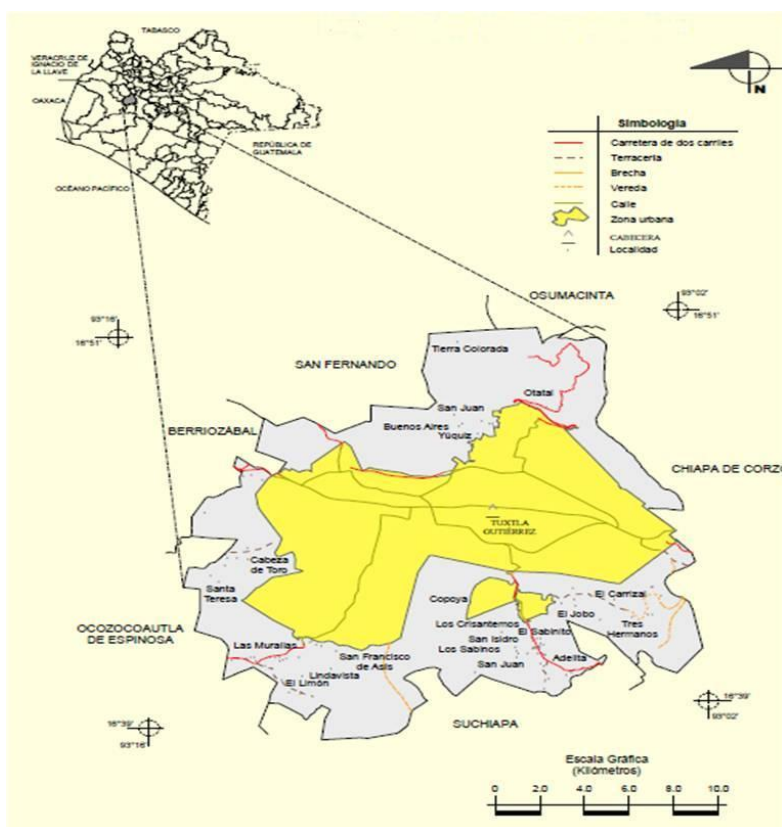 TABASCO
VERACRUZ DE
IGNACIO DE
LA LLAVE
OAXACA
REPÚBLICA DE
GUATEMALA
OCÉANO PACÍFICO
N
Simbología
Carretera de dos carriles
Terracería
Brecha
Vereda
Calle
Zona urbana
CABECERA
Localidad
OSUMACINTA
93°02'
16°51'
93°16'
16°51'
SAN FERNANDO
Tierra Colorada
Otatal
San Juan
Buenos Aires
Yúquiz
BERRIOZÁBAL
CHIAPA DE CORZO
TUXTLA
GUTIÉRREZ
Cabeza
de Toro
Santa
Teresa
Copoya
El Carrizal
Los Crisantemos
El Jobo
Tres
Hermanos
El Sabinito
San Isidro
Los Sabinos
OCOZOCOAUTLA
DE ESPINOSA
Las Murallas
San Francisco
de Asís
San Juan
Adelita
Lindavista
El Limón
16°39'
93°02'
SUCHIAPA
16°39'
93°16'
Escala Gráfica
(Kilómetros)
0 2.0 4.0 6.0 8.0 10.0